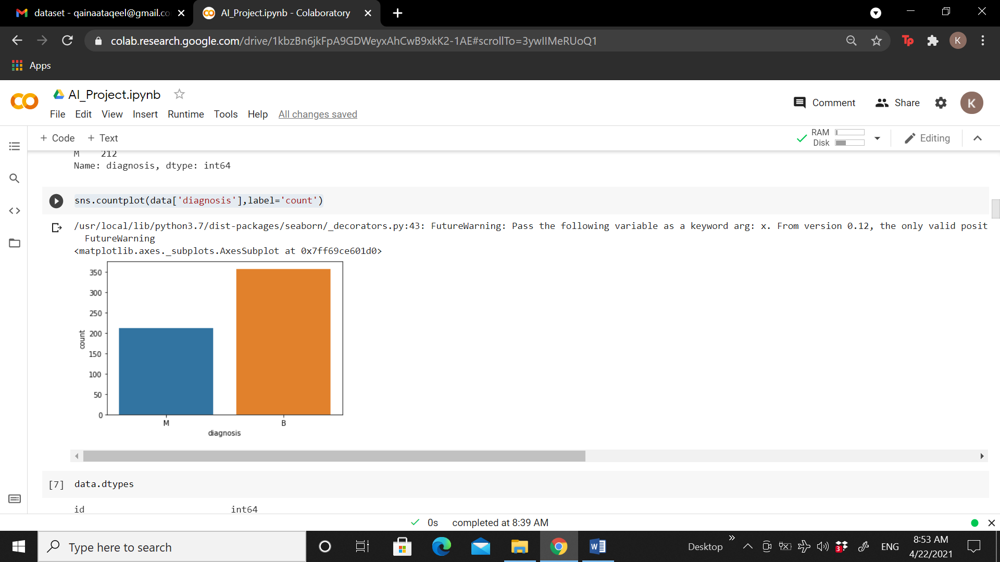 dataset - qainaataqeel@gmail.co
AI_Project.ipynb - Colaboratory
colab.research.google.com/drive/1kbzBn6jkFpA9GDWeyxAhCwB9xkK2-1AE#scrollTo=3ywIIMeRUoQ1
Tp
K
Apps
AI_Project.ipynb
Comment
Share
K
File Edit View Insert Runtime Tools Help All changes saved
+ Code + Text
RAM
Disk
Editing
M 212
Name: diagnosis, dtype: int64
sns.countplot(data['diagnosis'],label='count')
/usr/local/lib/python3.7/dist-packages/seaborn/_decorators.py:43: FutureWarning: Pass the following variable as a keyword arg: x. From version 0.12, the only valid posit
FutureWarning
<matplotlib.axes._subplots.AxesSubplot at 0x7ff69ce601d0>
350
300
250
200
150
100
50
0
count
M B
diagnosis
[7] data.dtypes
id int64
0s completed at 8:39 AM
Type here to search
W
Desktop
3
ENG
8:53 AM
4/22/2021